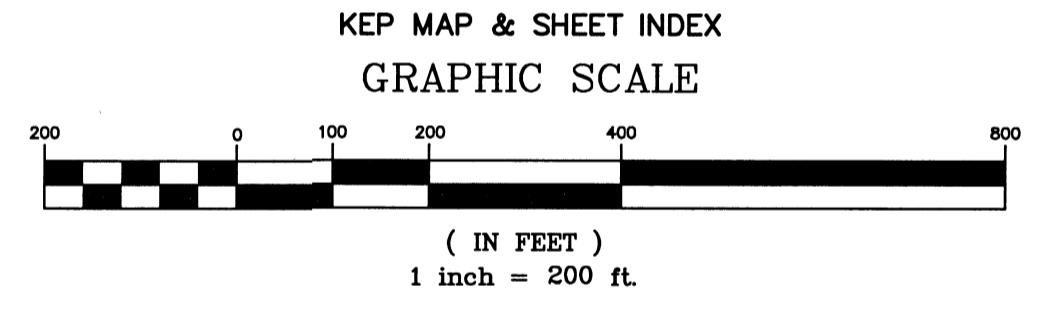 KEP MAP & SHEET INDEX
GRAPHIC SCALE
200 0 100 200 400 800
( IN FEET )
1 inch = 200 ft.